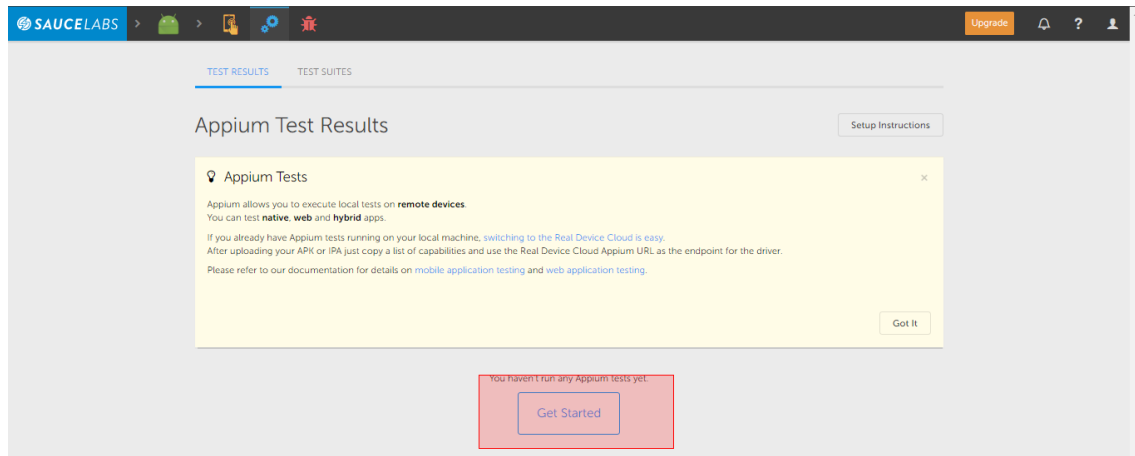 SAUCELABS
Upgrade
?
TEST RESULTS TEST SUITES
Appium Test Results
Setup Instructions
Appium Tests
×
Appium allows you to execute local tests on remote devices.
You can test native, web and hybrid apps.
If you already have Appium tests running on your local machine, switching to the Real Device Cloud is easy.
After uploading your APK or IPA just copy a list of capabilities and use the Real Device Cloud Appium URL as the endpoint for the driver.
Please refer to our documentation for details on mobile application testing and web application testing.
Got It
You haven't run any Appium tests yet.
Get Started